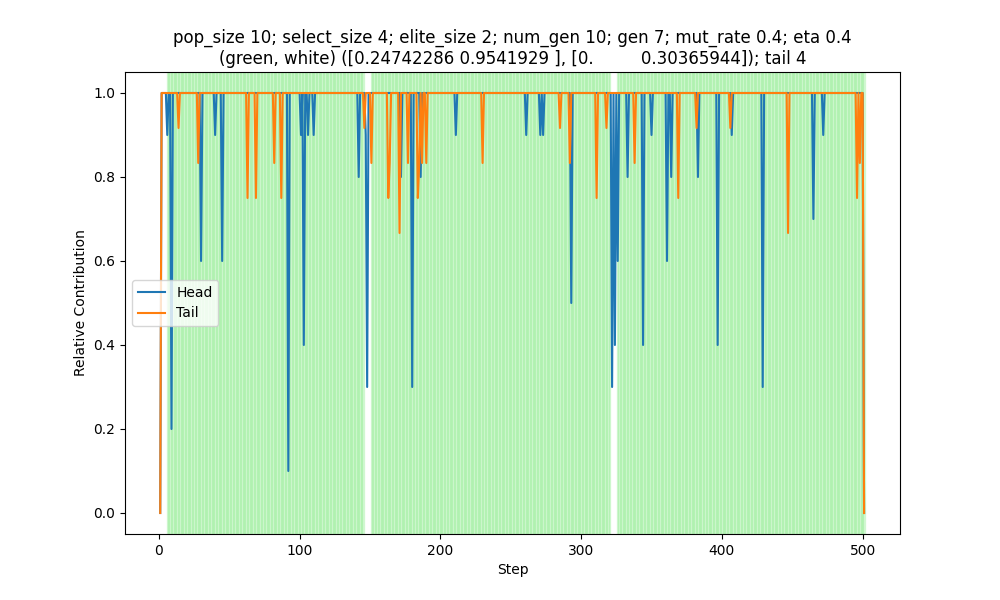 pop_size 10; select_size 4; elite_size 2; num_gen 10; gen 7; mut_rate 0.4; eta 0.4
(green, white) ([0.24742286 0.9541929 ], [0.         0.30365944]); tail 4
1.0
0.8
0.6
0.4
0.2
0.0
Relative Contribution
Head
Tail
0
100
200
300
400
500
Step